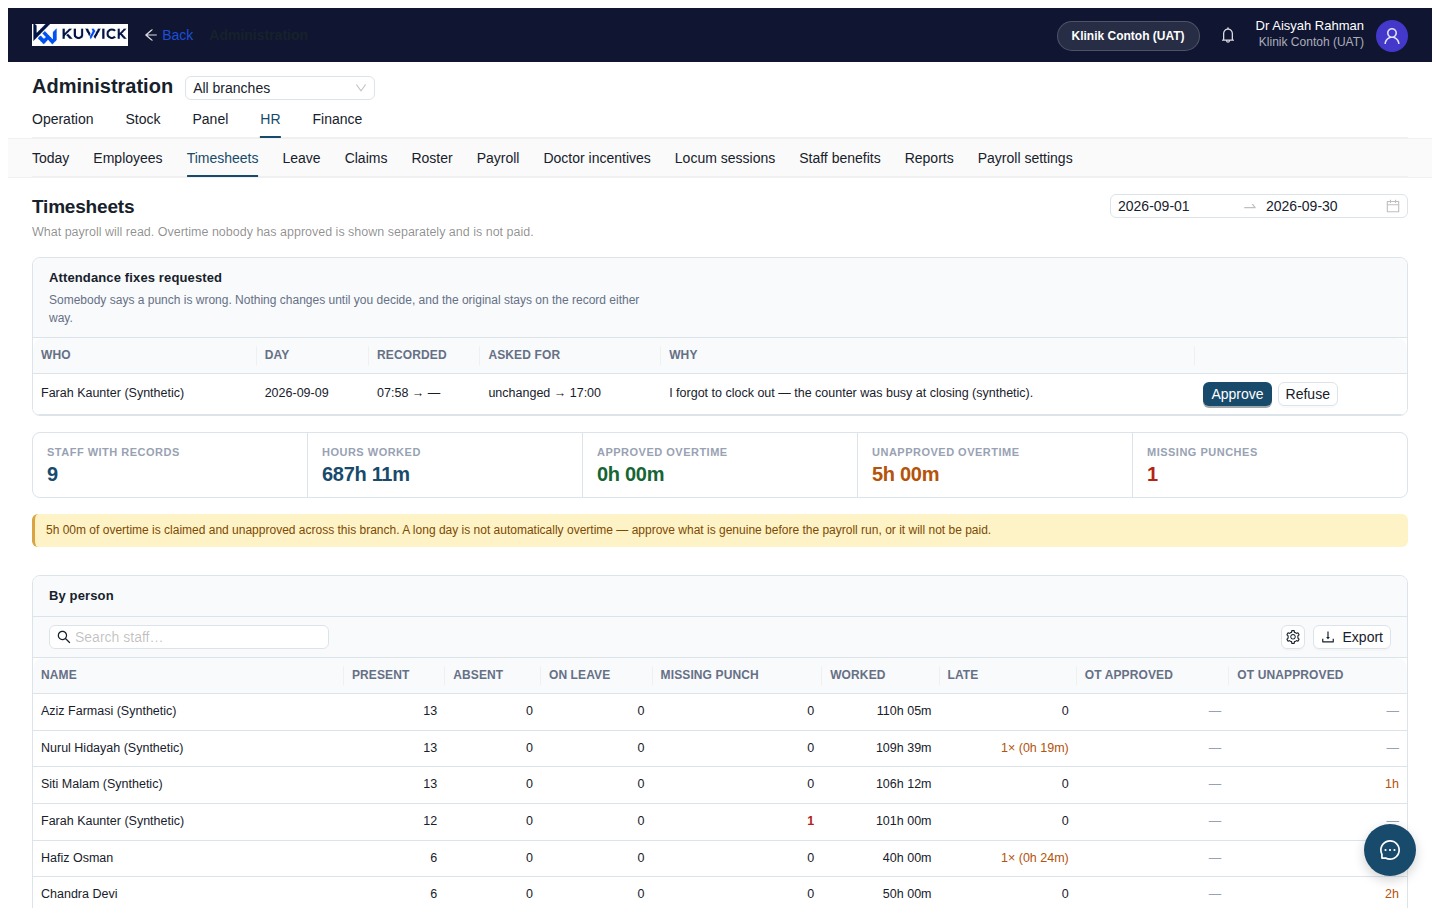 KUWICK
Back Administration
Klinik Contoh (UAT)
Dr Aisyah Rahman
Klinik Contoh (UAT)
Administration All branches
Operation Stock Panel HR Finance
Today Employees Timesheets Leave Claims Roster Payroll Doctor incentives Locum sessions Staff benefits Reports Payroll settings
Timesheets
2026-09-01 → 2026-09-30
What payroll will read. Overtime nobody has approved is shown separately and is not paid.
Attendance fixes requested
Somebody says a punch is wrong. Nothing changes until you decide, and the original stays on the record either
way.
WHO DAY RECORDED ASKED FOR WHY
Farah Kaunter (Synthetic) 2026-09-09 07:58 → — unchanged → 17:00 I forgot to clock out — the counter was busy at closing (synthetic). Approve Refuse
STAFF WITH RECORDS HOURS WORKED APPROVED OVERTIME UNAPPROVED OVERTIME MISSING PUNCHES
9 687h 11m 0h 00m 5h 00m 1
5h 00m of overtime is claimed and unapproved across this branch. A long day is not automatically overtime — approve what is genuine before the payroll run, or it will not be paid.
By person
Search staff… Export
NAME PRESENT ABSENT ON LEAVE MISSING PUNCH WORKED LATE OT APPROVED OT UNAPPROVED
Aziz Farmasi (Synthetic) 13 0 0 0 110h 05m 0 — —
Nurul Hidayah (Synthetic) 13 0 0 0 109h 39m 1× (0h 19m) — —
Siti Malam (Synthetic) 13 0 0 0 106h 12m 0 — 1h
Farah Kaunter (Synthetic) 12 0 0 1 101h 00m 0 — —
Hafiz Osman 6 0 0 0 40h 00m 1× (0h 24m) —
Chandra Devi 6 0 0 0 50h 00m 0 — 2h